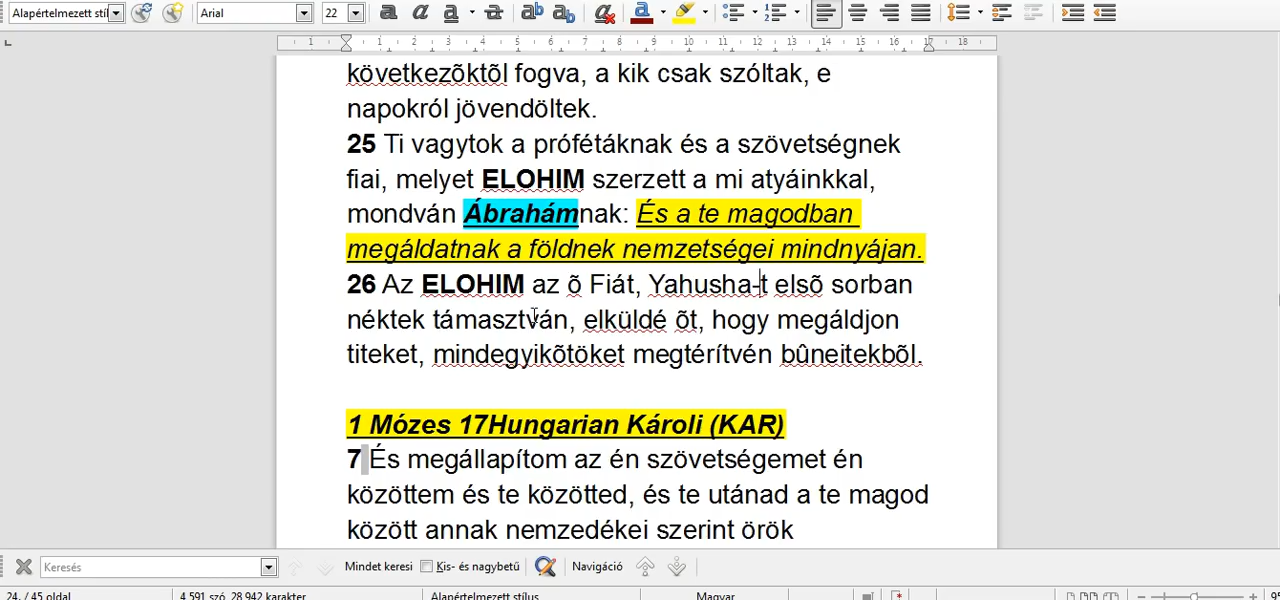 Alapértelmezett stíl Arial 22
1 1 2 3 4 5 6 7 8 9 10 11 12 13 14 15 16 17 18
következõktõl fogva, a kik csak szóltak, e
napokról jövendöltek.
25 Ti vagytok a prófétáknak és a szövetségnek
fiai, melyet ELOHIM szerzett a mi atyáinkkal,
mondván Ábrahámnak: És a te magodban
megáldatnak a földnek nemzetségei mindnyájan.
26 Az ELOHIM az õ Fiát, Yahusha-t elsõ sorban
néktek támasztván, elküldé õt, hogy megáldjon
titeket, mindegyikõtöket megtérítvén bûneitekbõl.
1 Mózes 17Hungarian Károli (KAR)
7 És megállapítom az én szövetségemet én
közöttem és te közötted, és te utánad a te magod
között annak nemzedékei szerint örök
Keresés Mindet keresi Kis- és nagybetű Navigáció
24. / 45 oldal 4 591 szó, 28 942 karakter Alapértelmezett stílus Magyar